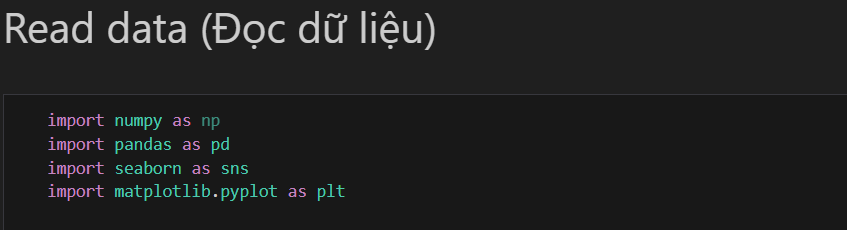 Read data (Đọc dữ liệu)
import numpy as np
import pandas as pd
import seaborn as sns
import matplotlib.pyplot as plt